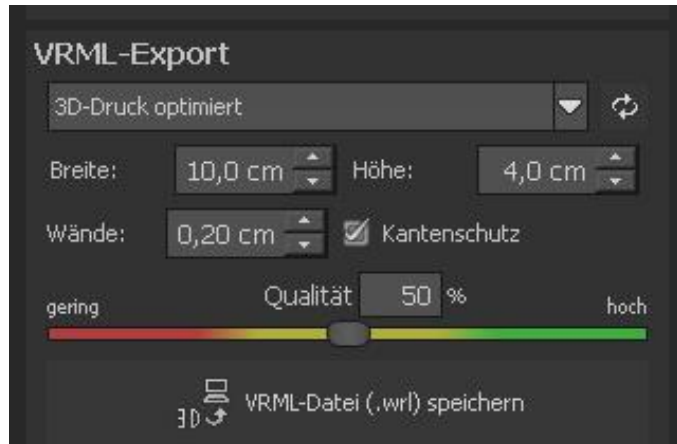 VRML-Export
3D-Druck optimiert
Breite: 10,0 cm Höhe: 4,0 cm
Wände: 0,20 cm Kantenschutz
gering Qualität 50 % hoch
3D VRML-Datei (.wrl) speichern